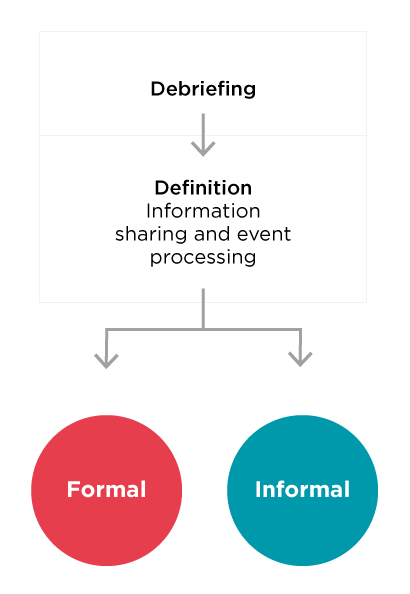 Debriefing
Definition
Information
sharing and event
processing
Formal
Informal